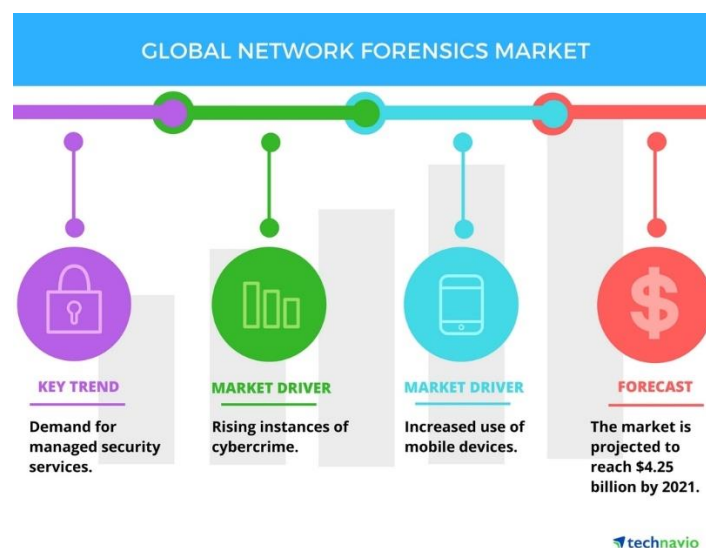 GLOBAL NETWORK FORENSICS MARKET
KEY TREND
Demand for
managed security
services.
MARKET DRIVER
Rising instances of
cybercrime.
MARKET DRIVER
Increased use of
mobile devices.
FORECAST
The market is
projected to
reach $4.25
billion by 2021.
$
technavio